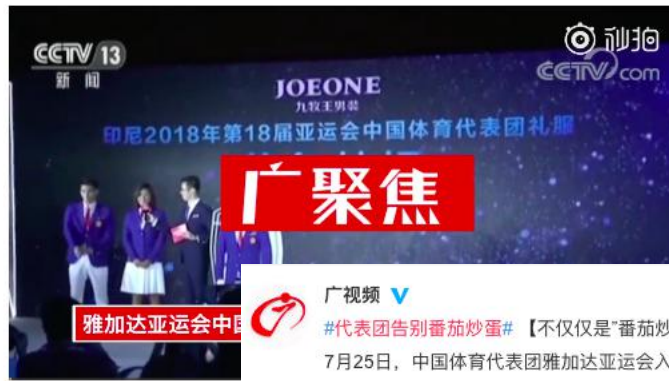 CCTV 13
新闻
秒拍
CCTV.com
JOEONE
九牧王男装
印尼2018年第18届亚运会中国体育代表团礼服
广聚焦
雅加达亚运会中国
广视频
#代表团告别番茄炒蛋# 【不仅仅是"番茄炒
7月25日，中国体育代表团雅加达亚运会入